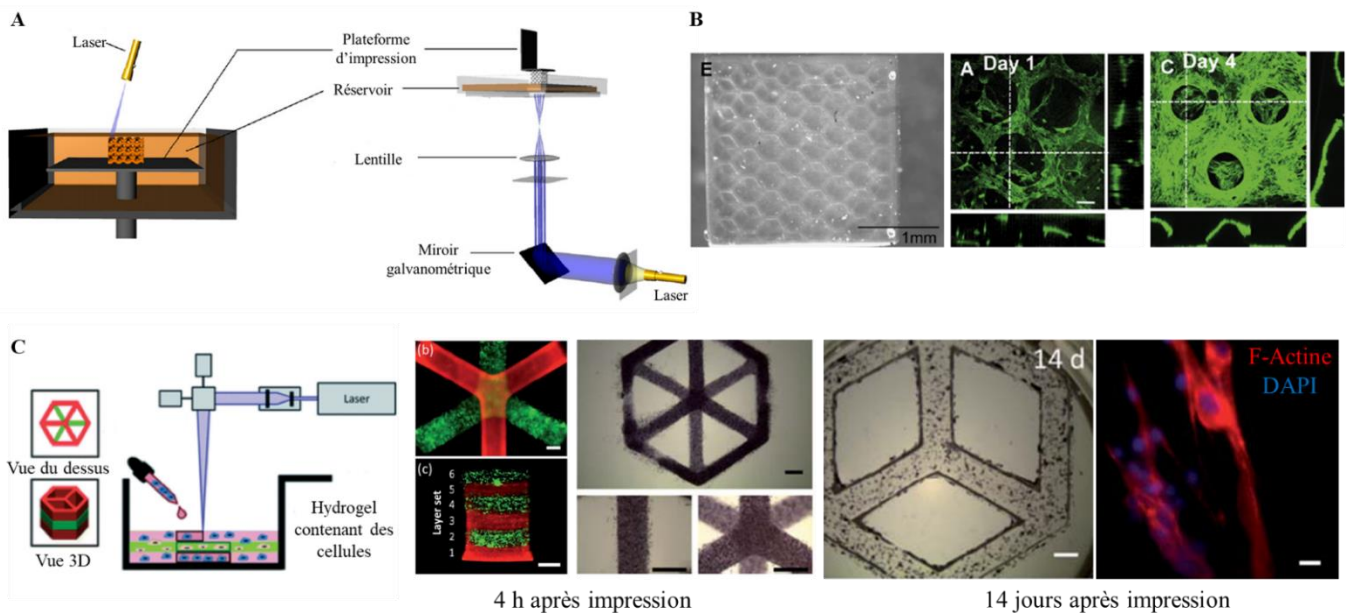 A
Laser
Plateforme
d'impression
Réservoir
Lentille
Miroir
galvanométrique
Laser
B
E
1mm
A
Day 1
C
Day 4
C
Vue du dessus
Vue 3D
Laser
Hydrogel
contenant des
cellules
(b)
(c)
Layer set
6
5
4
3
2
1
4 h après impression
14 d
F-Actine
DAPI
14 jours après impression